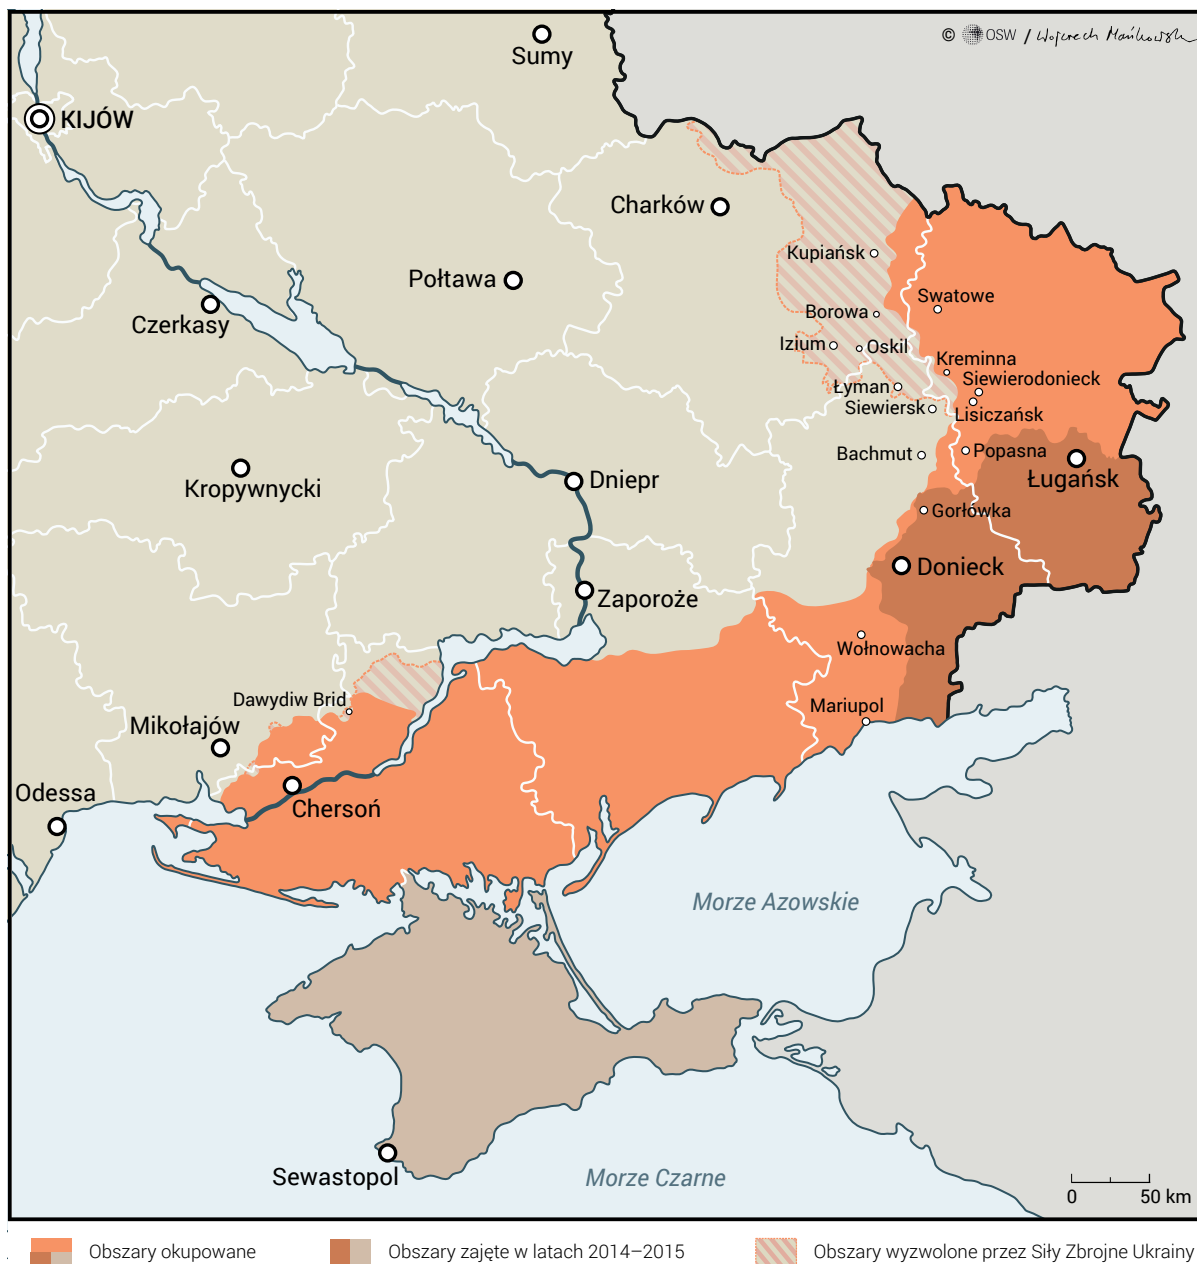 © OSW / Wojciech Mańkowski
Sumy
KIJÓW
Charków
Kupiańsk
Połtawa
Swatowe
Czerkasy
Borowa
Izium
Oskil
Kreminna
Siewierodonieck
Łyman
Siewiersk
Lisiczańsk
Bachmut
Popasna
Ługańsk
Kropywnycki
Dniepr
Gorłówka
Donieck
Zaporoże
Wołnowacha
Dawydiw Brid
Mariupol
Mikołajów
Odessa
Chersoń
Morze Azowskie
Sewastopol
Morze Czarne
0 50 km
Obszary okupowane
Obszary zajęte w latach 2014–2015
Obszary wyzwolone przez Siły Zbrojne Ukrainy